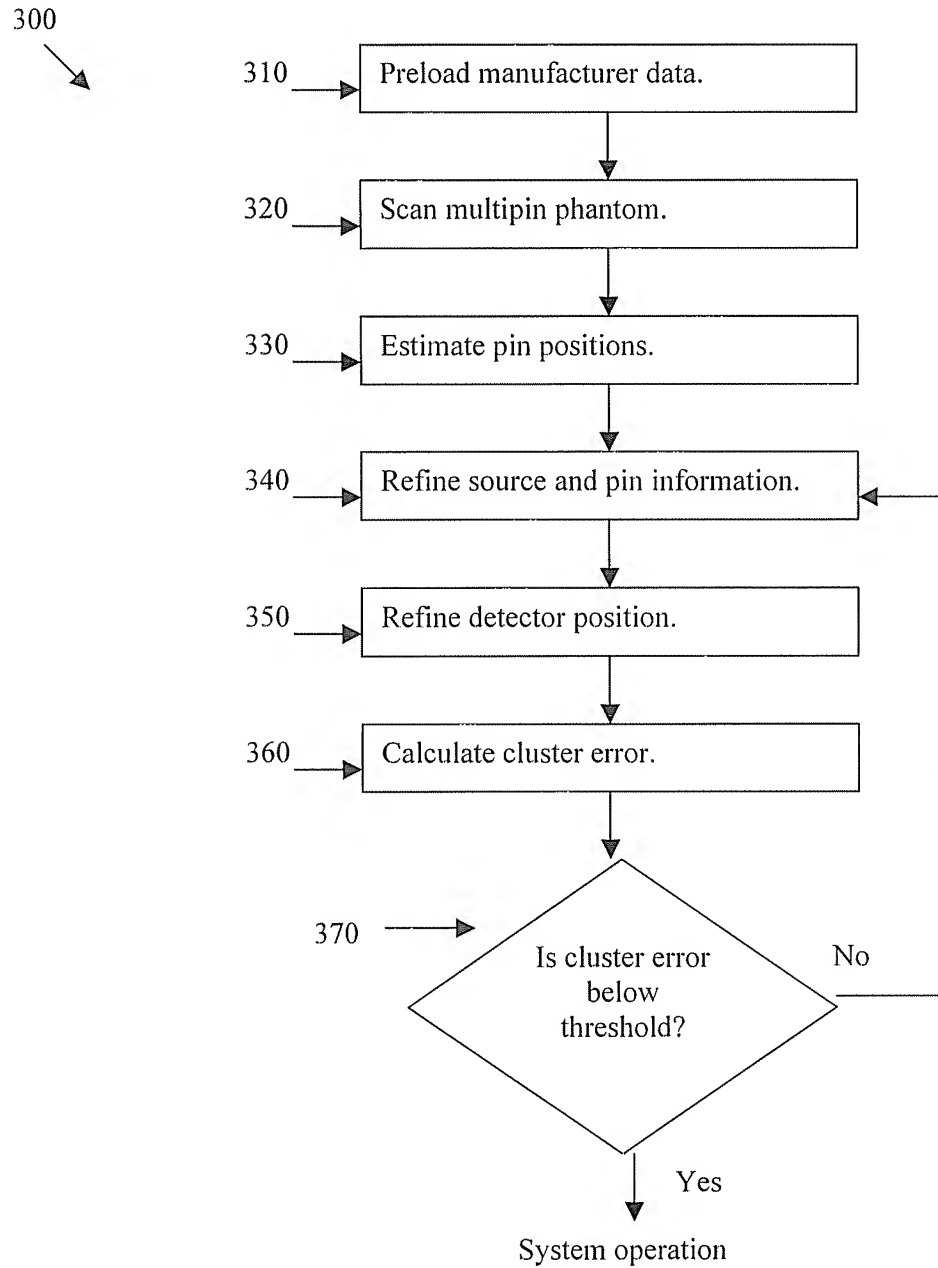 300
310
Preload manufacturer data.
320
Scan multipin phantom.
330
Estimate pin positions.
340
Refine source and pin information.
350
Refine detector position.
360
Calculate cluster error.
370
Is cluster error
below
threshold?
No
Yes
System operation